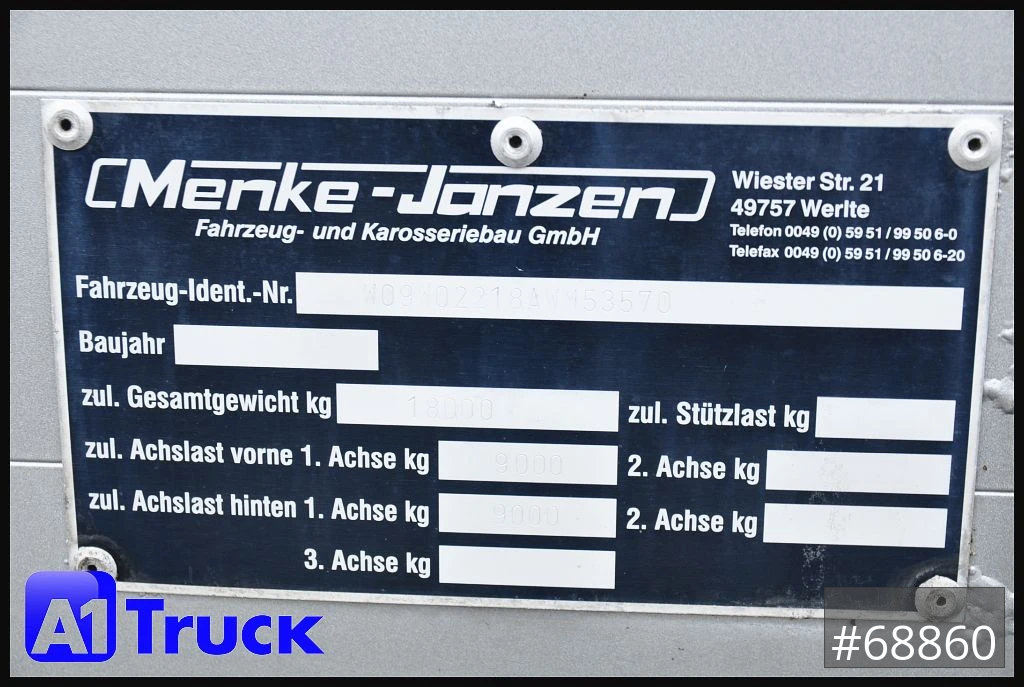 Menke-Janzen
Fahrzeug- und Karosseriebau GmbH
Wiester Str. 21
49757 Werlte
Telefon 0049 (0) 59 51 / 99 50 6-0
Telefax 0049 (0) 59 51 / 99 50 6-20
Fahrzeug-Ident.-Nr.
Baujahr
zul. Gesamtgewicht kg 18000
zul. Stützlast kg
zul. Achslast vorne 1. Achse kg 9000
2. Achse kg
zul. Achslast hinten 1. Achse kg 9000
2. Achse kg
3. Achse kg
A1 Truck
#68860